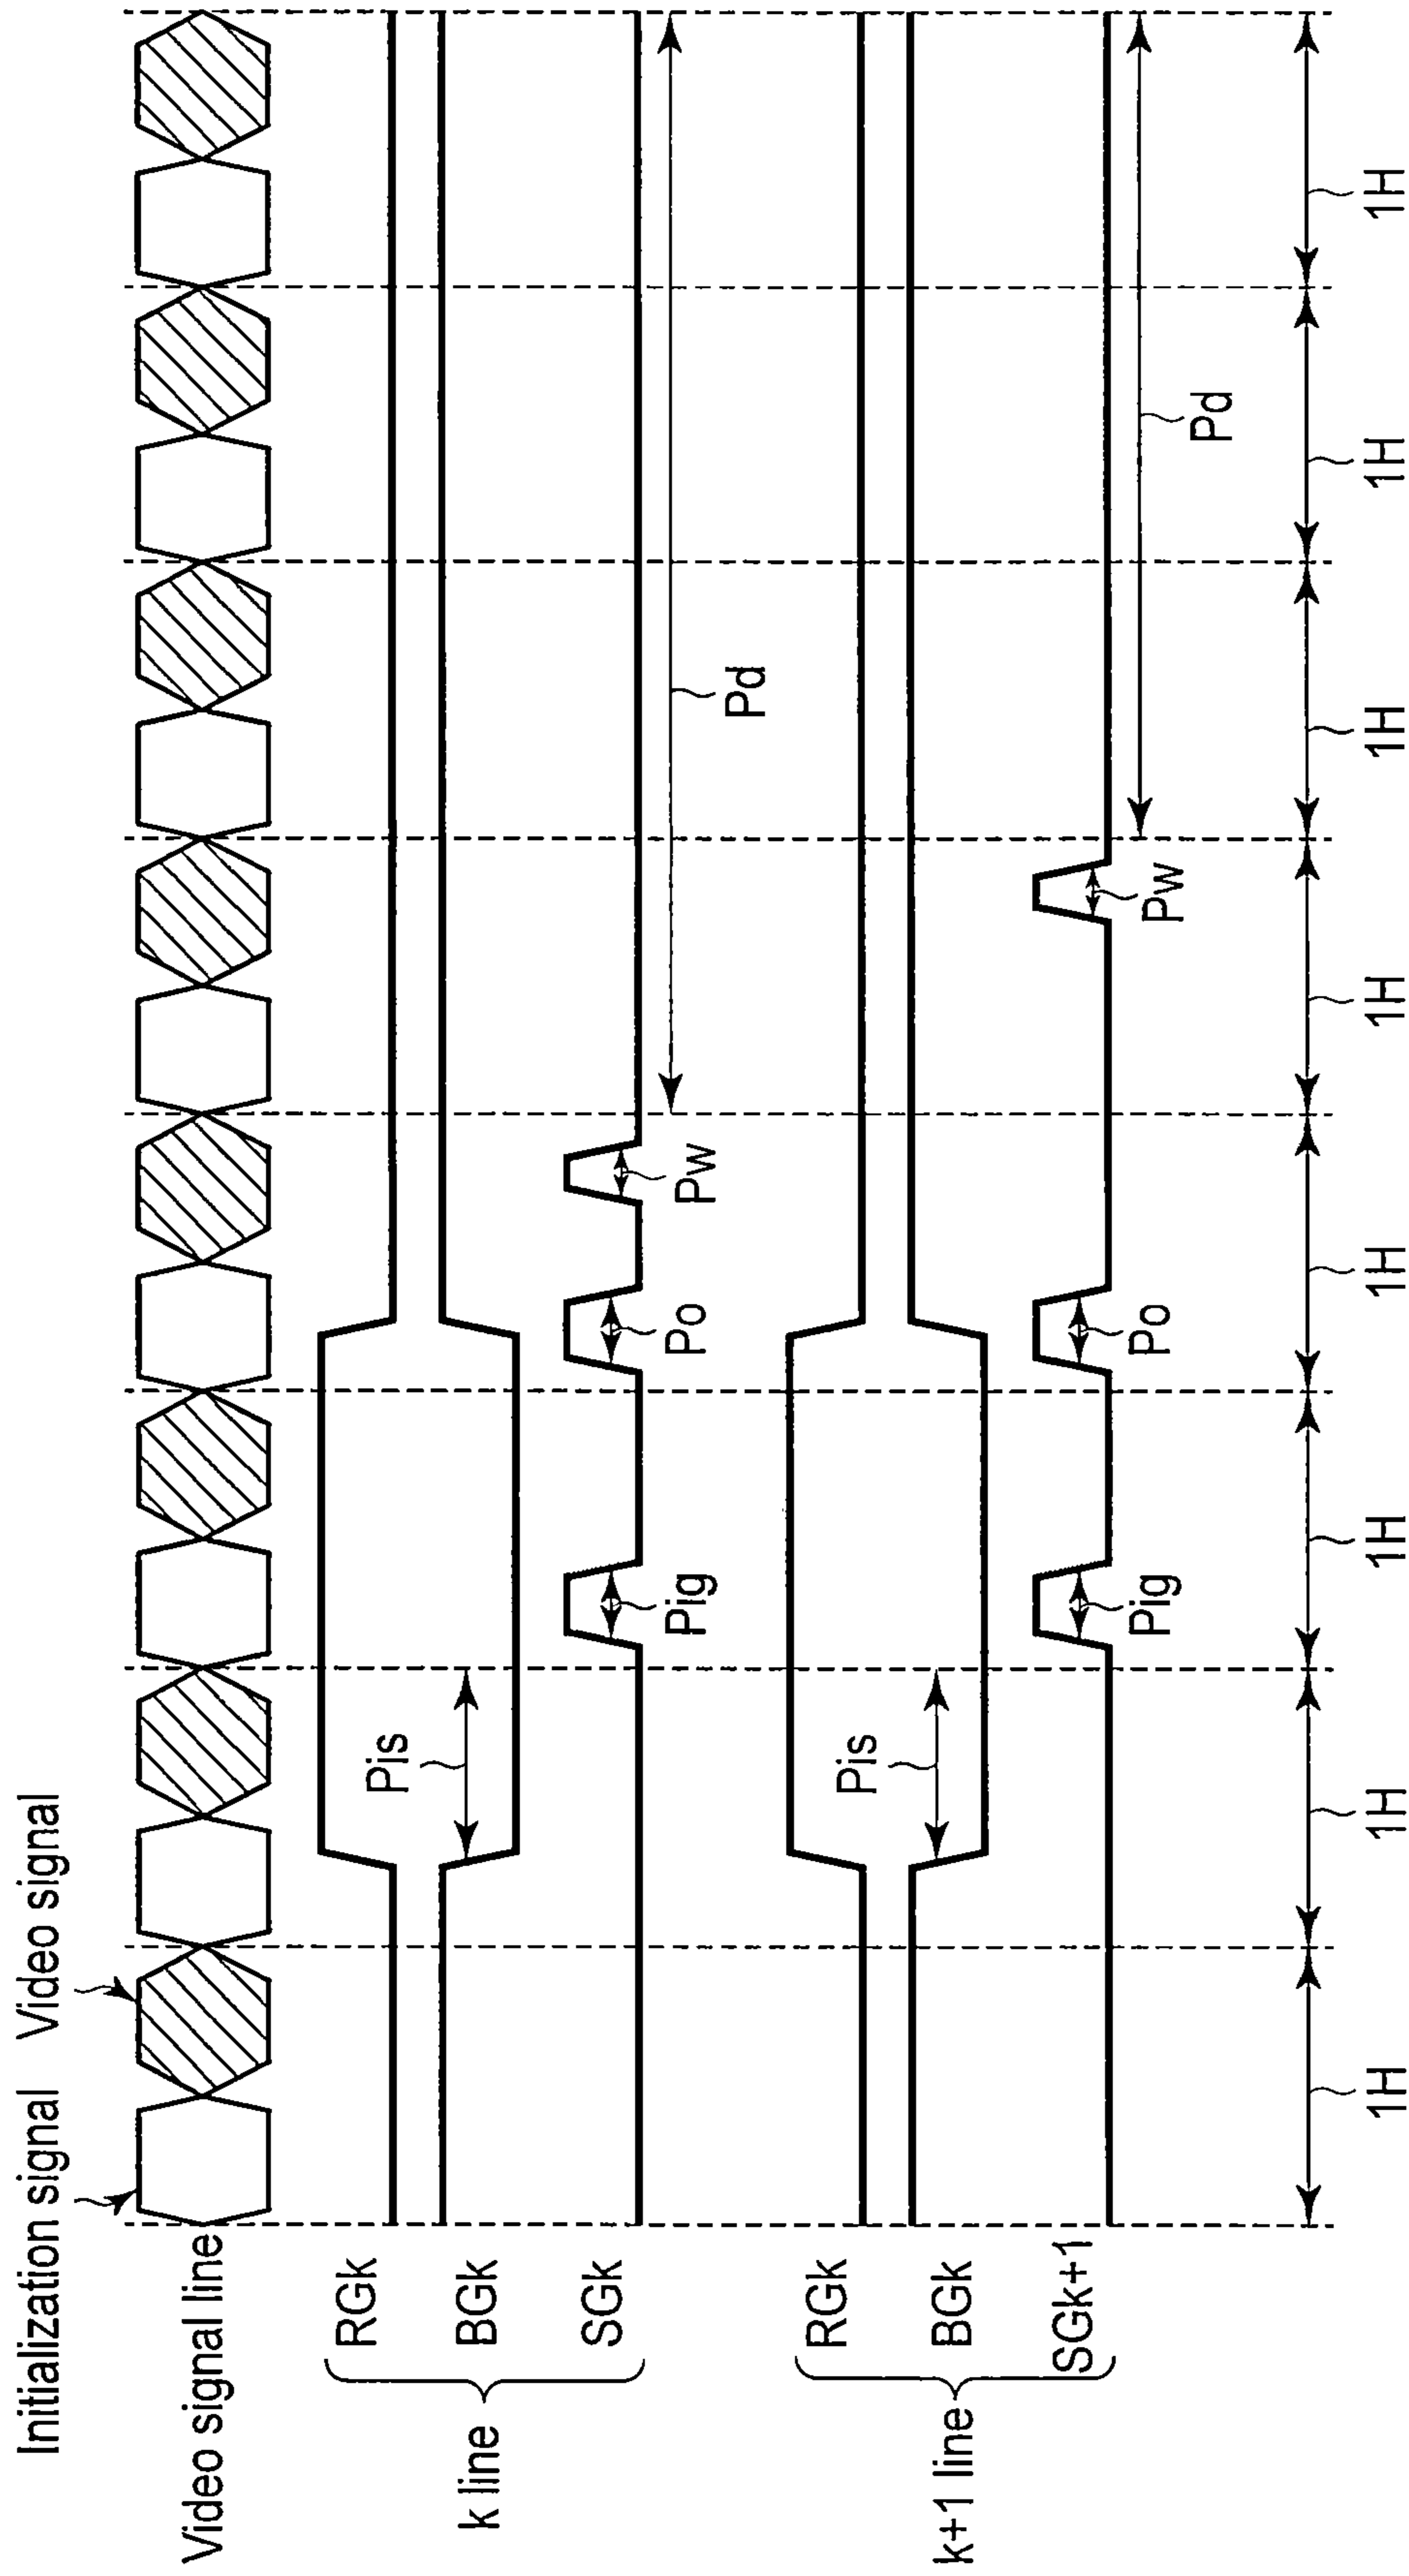 Initialization signal Video signal
Video signal line
k line
RGk
BGk
Pis
SGk
Pig
Po
Pw
Pd
k+1 line
RGk
BGk
Pis
SGk+1
Pig
Po
Pw
Pd
1H 1H 1H 1H 1H 1H 1H 1H